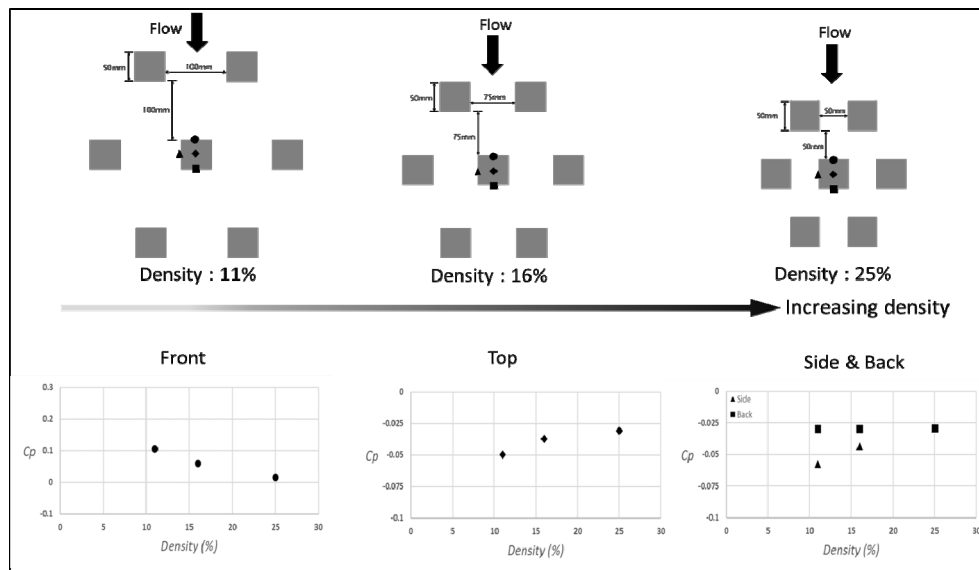 Flow
Flow
Flow
50mm
100mm
100mm
50mm
75mm
75mm
50mm
50mm
50mm
Density : 11%
Density : 16%
Density : 25%
Increasing density
Front
0.3
0.2
0.1
0
-0.1
Cp
0 5 10 15 20 25 30
Density (%)
Top
0
-0.025
-0.05
-0.075
-0.1
Cp
0 5 10 15 20 25 30
Density (%)
Side & Back
Side
Back
0
-0.025
-0.05
-0.075
-0.1
Cp
0 5 10 15 20 25 30
Density (%)